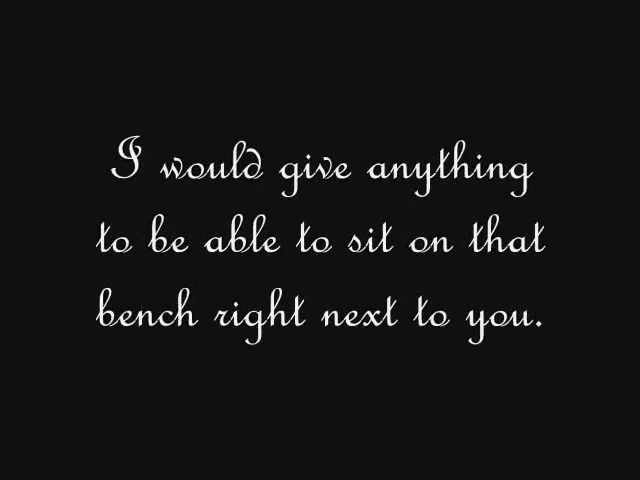 I would give anything
to be able to sit on that
bench right next to you.